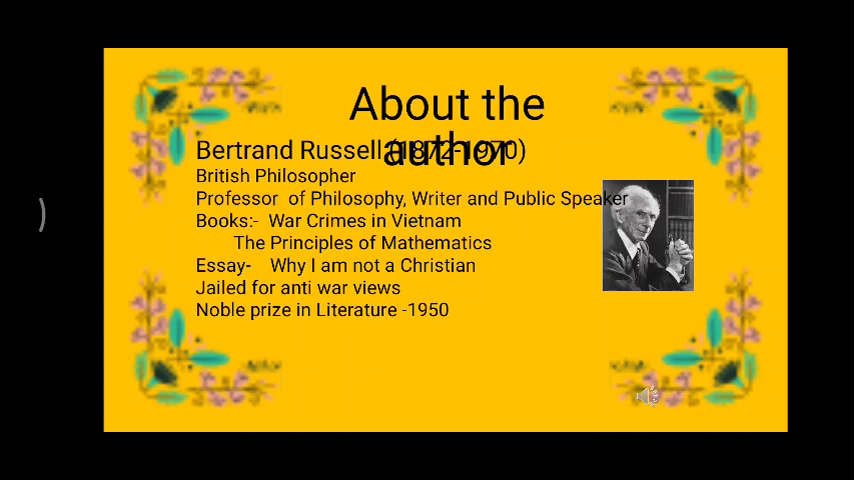 About the
author
Bertrand Russell (1872-1970)
British Philosopher
Professor of Philosophy, Writer and Public Speaker
Books:- War Crimes in Vietnam
The Principles of Mathematics
Essay- Why I am not a Christian
Jailed for anti war views
Noble prize in Literature -1950